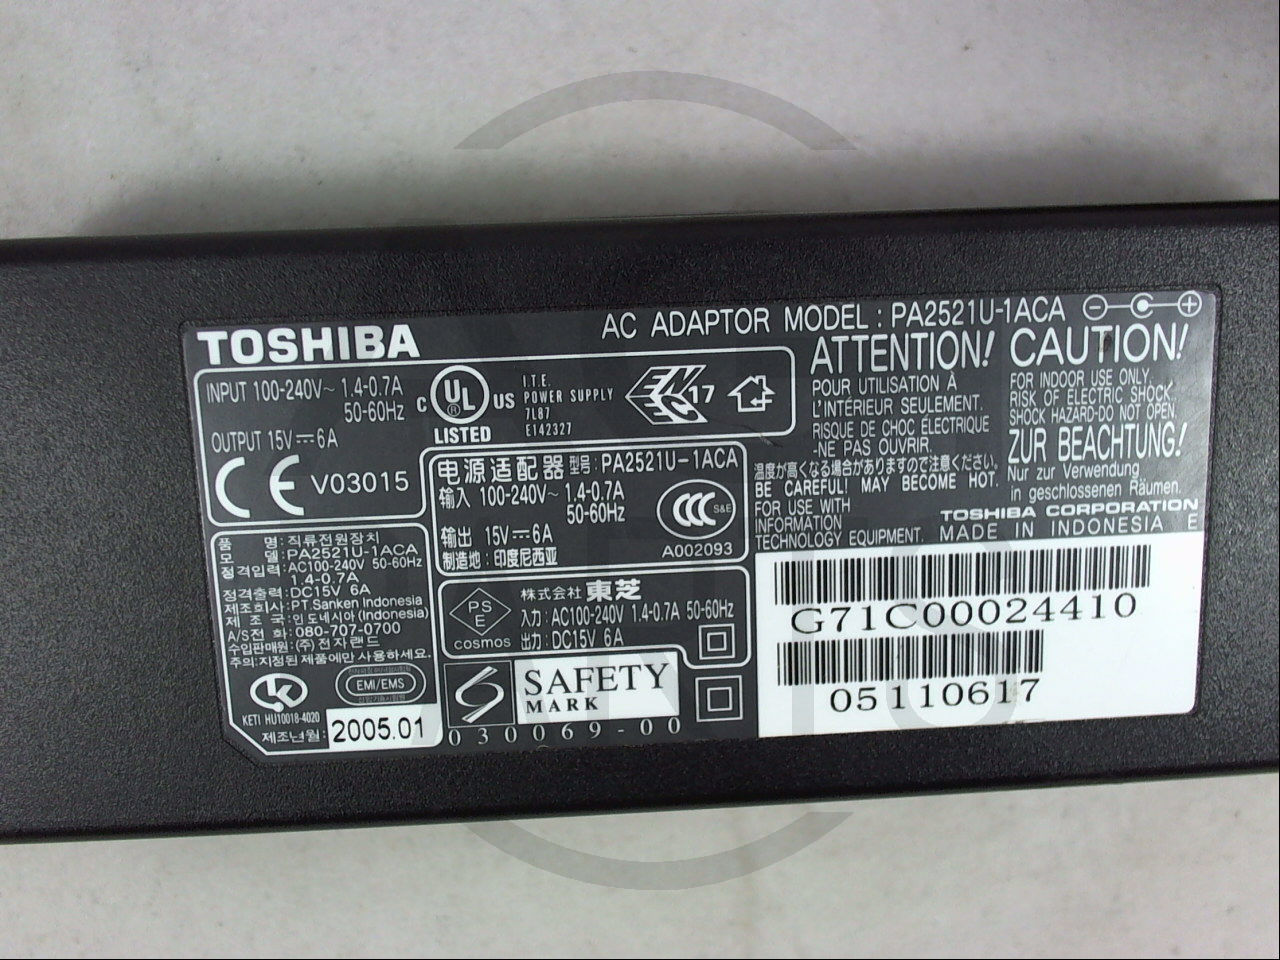 TOSHIBA
AC ADAPTOR MODEL : PA2521U-1ACA
INPUT 100-240V~ 1.4-0.7A
50-60Hz
OUTPUT 15V⎓6A
CE V03015
C UL ® US
LISTED
I.T.E.
POWER SUPPLY
7L87
E142327
17
ATTENTION!
POUR UTILISATION À
L'INTÉRIEUR SEULEMENT.
RISQUE DE CHOC ÉLECTRIQUE
-NE PAS OUVRIR.
CAUTION!
FOR INDOOR USE ONLY.
RISK OF ELECTRIC SHOCK.
SHOCK HAZARD-DO NOT OPEN.
ZUR BEACHTUNG!
Nur zur Verwendung
in geschlossenen Räumen.
温度が高くなる場合がありますので注意ください。
BE CAREFUL! MAY BECOME HOT.
FOR USE WITH
INFORMATION
TECHNOLOGY EQUIPMENT.
TOSHIBA CORPORATION
MADE IN INDONESIA E
电源适配器 型号: PA2521U-1ACA
输入 100-240V~ 1.4-0.7A
50-60Hz
输出 15V⎓6A
制造地: 印度尼西亚
CCC S&E
A002093
품 명:직류전원장치
모 델:PA2521U-1ACA
정격입력:AC100-240V 50-60Hz
1.4-0.7A
정격출력:DC15V 6A
제조회사:PT.Sanken Indonesia
제 조 국:인도네시아(Indonesia)
A/S전 화:080-707-0700
수입판매원:(주)전자랜드
주의:지정된 제품에만 사용하세요.
EMI/EMS
KETI HU10018-4020
제조년월: 2005.01
PS
E
COSMOS
株式会社 東芝
入力:AC100-240V 1.4-0.7A 50-60Hz
出力:DC15V 6A
SAFETY
MARK
030069-00
G71C00024410
05110617